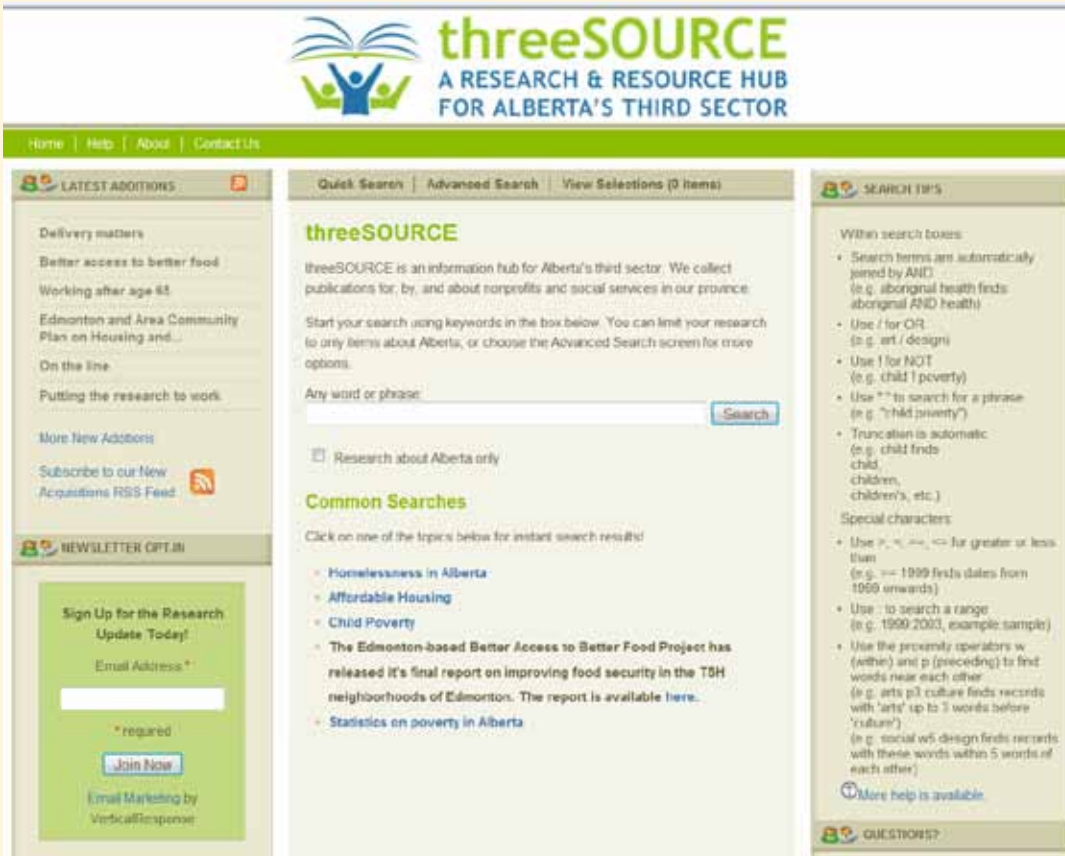 threeSOURCE
A RESEARCH & RESOURCE HUB
FOR ALBERTA'S THIRD SECTOR
Home | Help | About | Contact Us
LATEST ADDITIONS
Delivery matters
Better access to better food
Working after age 65
Edmonton and Area Community
Plan on Housing and...
On the line
Putting the research to work
More New Additions
Subscribe to our New
Acquisitions RSS Feed
NEWSLETTER OPT-IN
Sign Up for the Research
Update Today!
Email Address *
* required
Join Now
Email Marketing by
VerticalResponse
Quick Search | Advanced Search | View Selections (0 items)
threeSOURCE
threeSOURCE is an information hub for Alberta's third sector. We collect
publications for, by, and about nonprofits and social services in our province.
Start your search using keywords in the box below. You can limit your research
to only items about Alberta, or choose the Advanced Search screen for more
options.
Any word or phrase:
Search
Research about Alberta only
Common Searches
Click on one of the topics below for instant search results!
Homelessness in Alberta
Affordable Housing
Child Poverty
The Edmonton-based Better Access to Better Food Project has
released it's final report on improving food security in the T5H
neighborhoods of Edmonton. The report is available here.
Statistics on poverty in Alberta
SEARCH TIPS
Within search boxes:
Search terms are automatically
joined by AND
(e.g. aboriginal health finds
aboriginal AND health)
Use / for OR
(e.g. art / design)
Use ! for NOT
(e.g. child ! poverty)
Use " " to search for a phrase
(e.g. "child poverty")
Truncation is automatic
(e.g. child finds
child,
children,
children's, etc.)
Special characters:
Use >, <, >=, <= for greater or less
than
(e.g. >= 1999 finds dates from
1999 onwards)
Use : to search a range
(e.g. 1999:2003, example:sample)
Use the proximity operators w
(within) and p (preceding) to find
words near each other
(e.g. arts p3 culture finds records
with 'arts' up to 3 words before
'culture')
(e.g. social w5 design finds records
with these words within 5 words of
each other)
More help is available.
QUESTIONS?